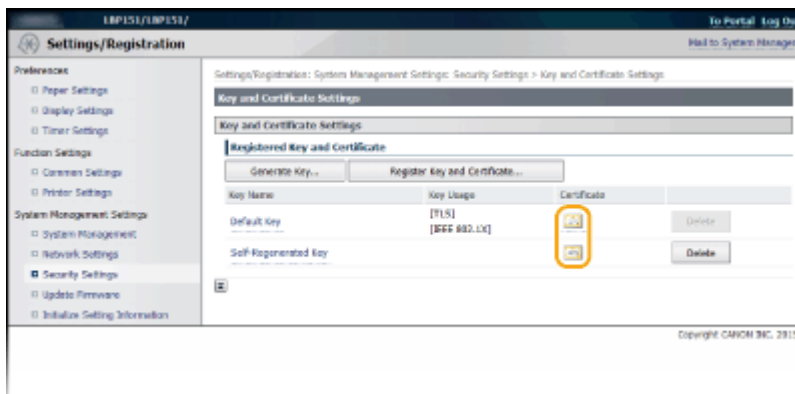 LBP151/LBP151/
To Portal Log Ou
Settings/Registration
Mail to System Manager
Preferences
Paper Settings
Display Settings
Timer Settings
Function Settings
Common Settings
Printer Settings
System Management Settings
System Management
Network Settings
Security Settings
Update Firmware
Initialize Setting Information
Settings/Registration: System Management Settings: Security Settings > Key and Certificate Settings
Key and Certificate Settings
Key and Certificate Settings
Registered Key and Certificate
Generate Key... Register Key and Certificate...
Key Name Key Usage Certificate
Default Key [TLS] Delete
[IEEE 802.1X]
Self-Regenerated Key Delete
Copyright CANON INC. 2015